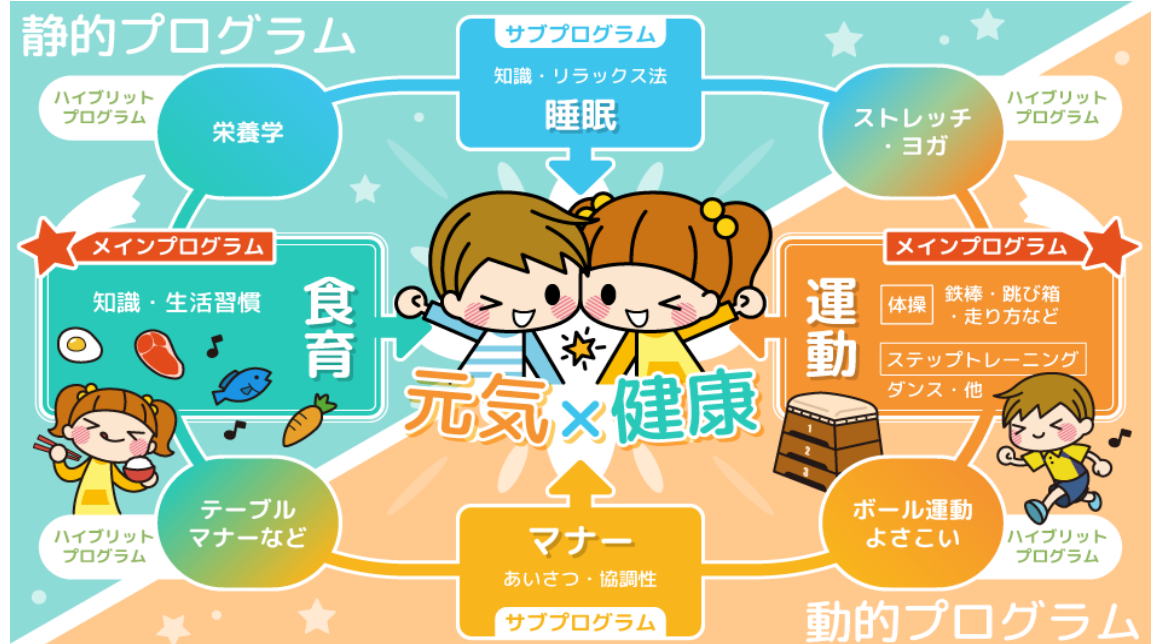 静的プログラム
サブプログラム
知識・リラックス法
睡眠
ハイブリット
プログラム
栄養学
ストレッチ
・ヨガ
ハイブリット
プログラム
メインプログラム
知識・生活習慣
食育
メインプログラム
運動
体操
鉄棒・跳び箱
・走り方など
ステップトレーニング
ダンス・他
元気×健康
1
2
3
テーブル
マナーなど
ハイブリット
プログラム
マナー
あいさつ・協調性
サブプログラム
ボール運動
よさこい
ハイブリット
プログラム
動的プログラム